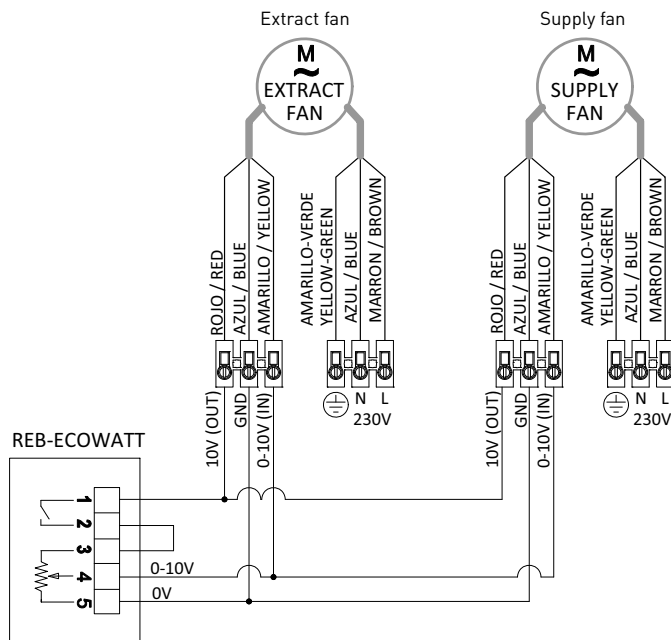 Extract fan
Supply fan
M
~
EXTRACT
FAN
M
~
SUPPLY
FAN
ROJO / RED
AZUL / BLUE
AMARILLO / YELLOW
AMARILLO-VERDE
YELLOW-GREEN
AZUL / BLUE
MARRON / BROWN
ROJO / RED
AZUL / BLUE
AMARILLO / YELLOW
AMARILLO-VERDE
YELLOW-GREEN
AZUL / BLUE
MARRON / BROWN
10V (OUT)
GND
0-10V (IN)
N L
230V
10V (OUT)
GND
0-10V (IN)
N L
230V
REB-ECOWATT
1
2
3
4
5
0-10V
0V